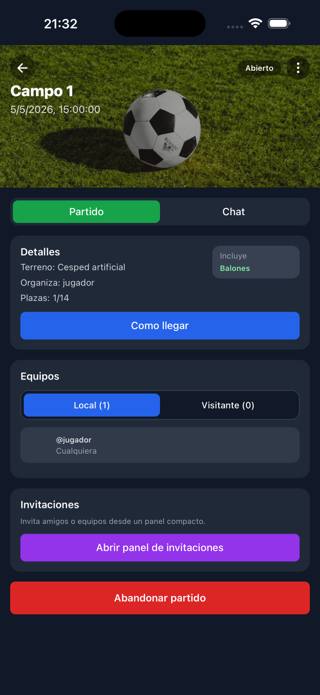 21:32
Abierto
Campo 1
5/5/2026, 15:00:00
Partido
Chat
Detalles
Terreno: Cesped artificial
Organiza: jugador
Plazas: 1/14
Incluye
Balones
Como llegar
Equipos
Local (1)
Visitante (0)
@jugador
Cualquiera
Invitaciones
Invita amigos o equipos desde un panel compacto.
Abrir panel de invitaciones
Abandonar partido